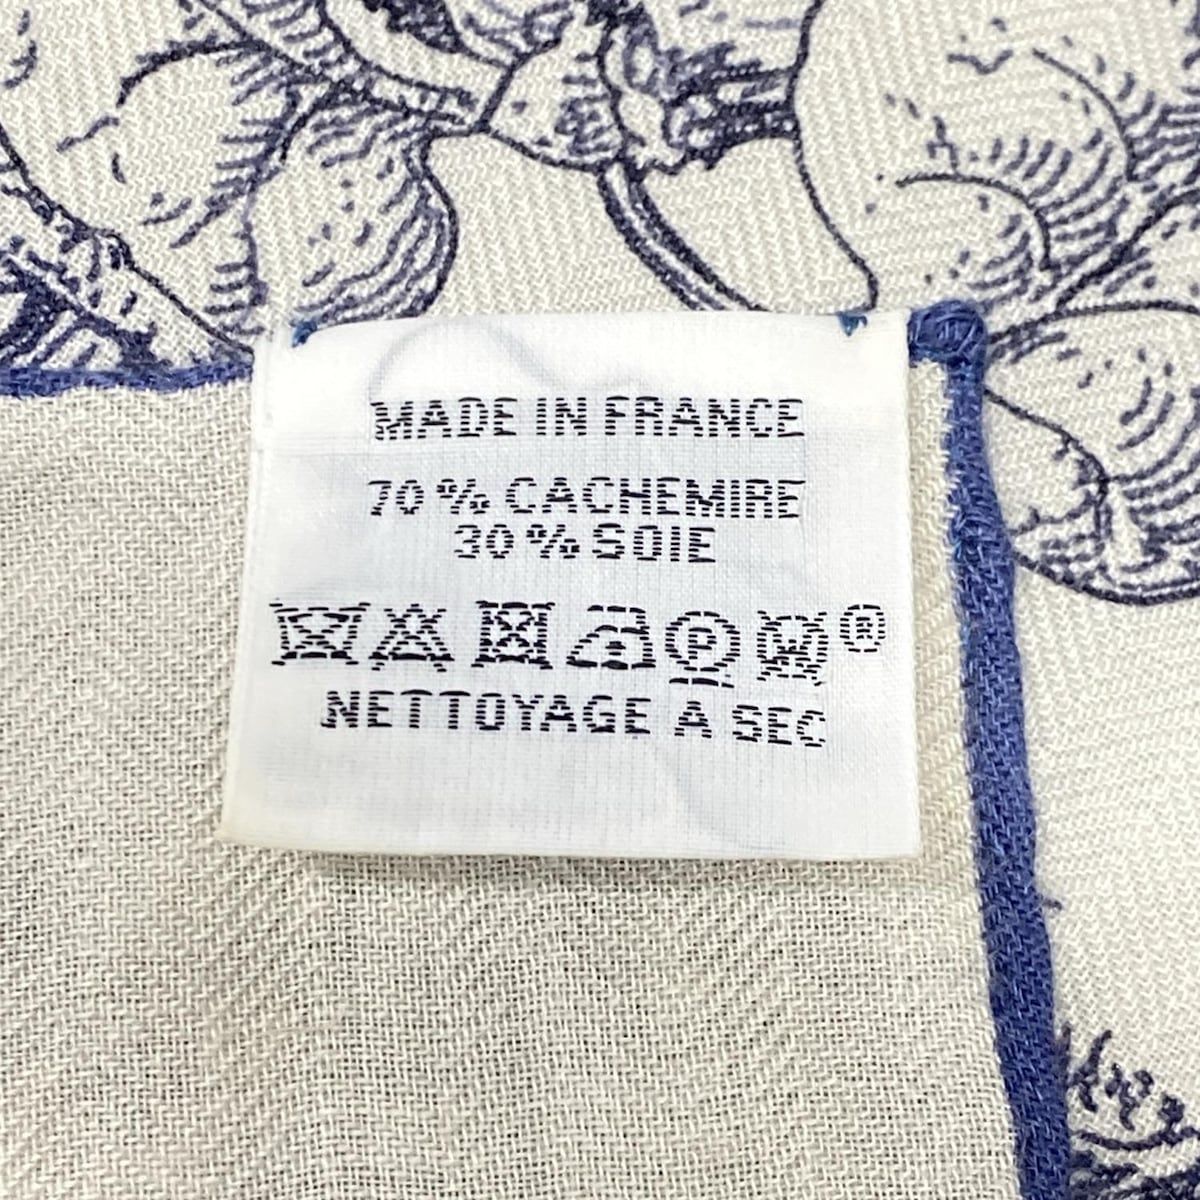 MADE IN FRANCE
70 % CACHEMIRE
30 % SOIE
P W ®
NETTOYAGE A SEC